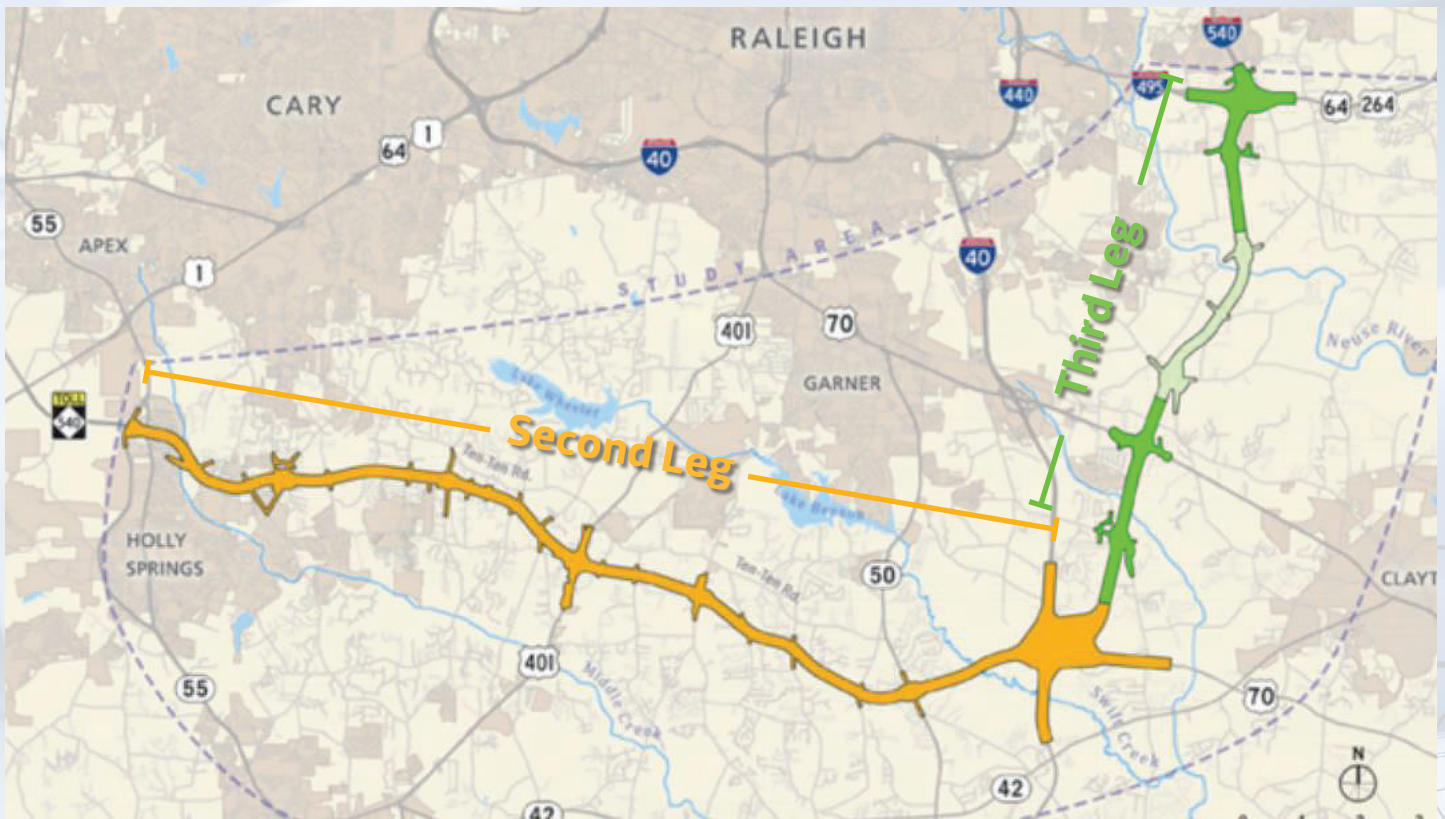 RALEIGH
540
CARY
440
495
64 264
1
64
40
55
APEX
STUDY AREA
40
1
Third Leg
401
70
Neuse River
GARNER
Lake Wheeler
TOLL
540
Second Leg
Ten-Ten Rd.
Lake Benson
HOLLY
SPRINGS
Ten-Ten Rd.
50
CLAYT
401
Middle Creek
55
70
Swift Creek
N
42
42